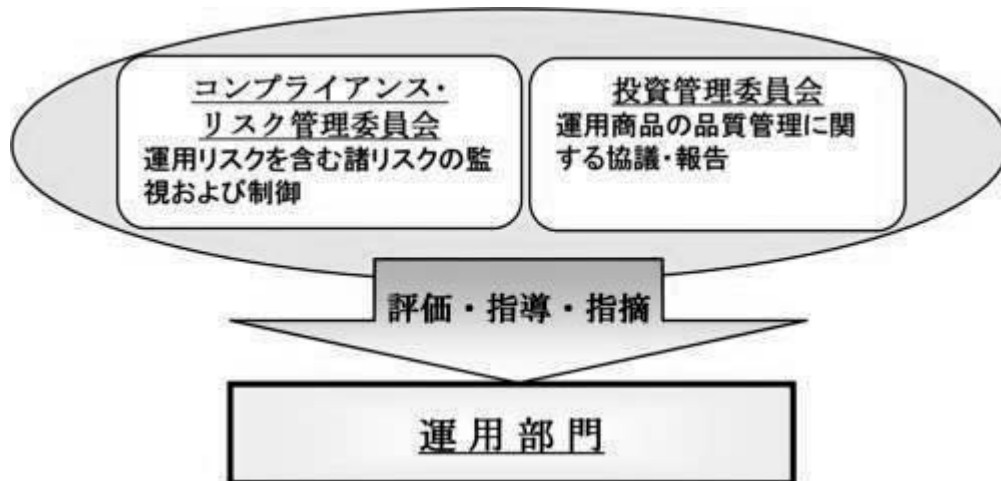 コンプライアンス・
リスク管理委員会
運用リスクを含む諸リスクの監
視および制御
投資管理委員会
運用商品の品質管理に関
する協議・報告
評価・指導・指摘
運用部門